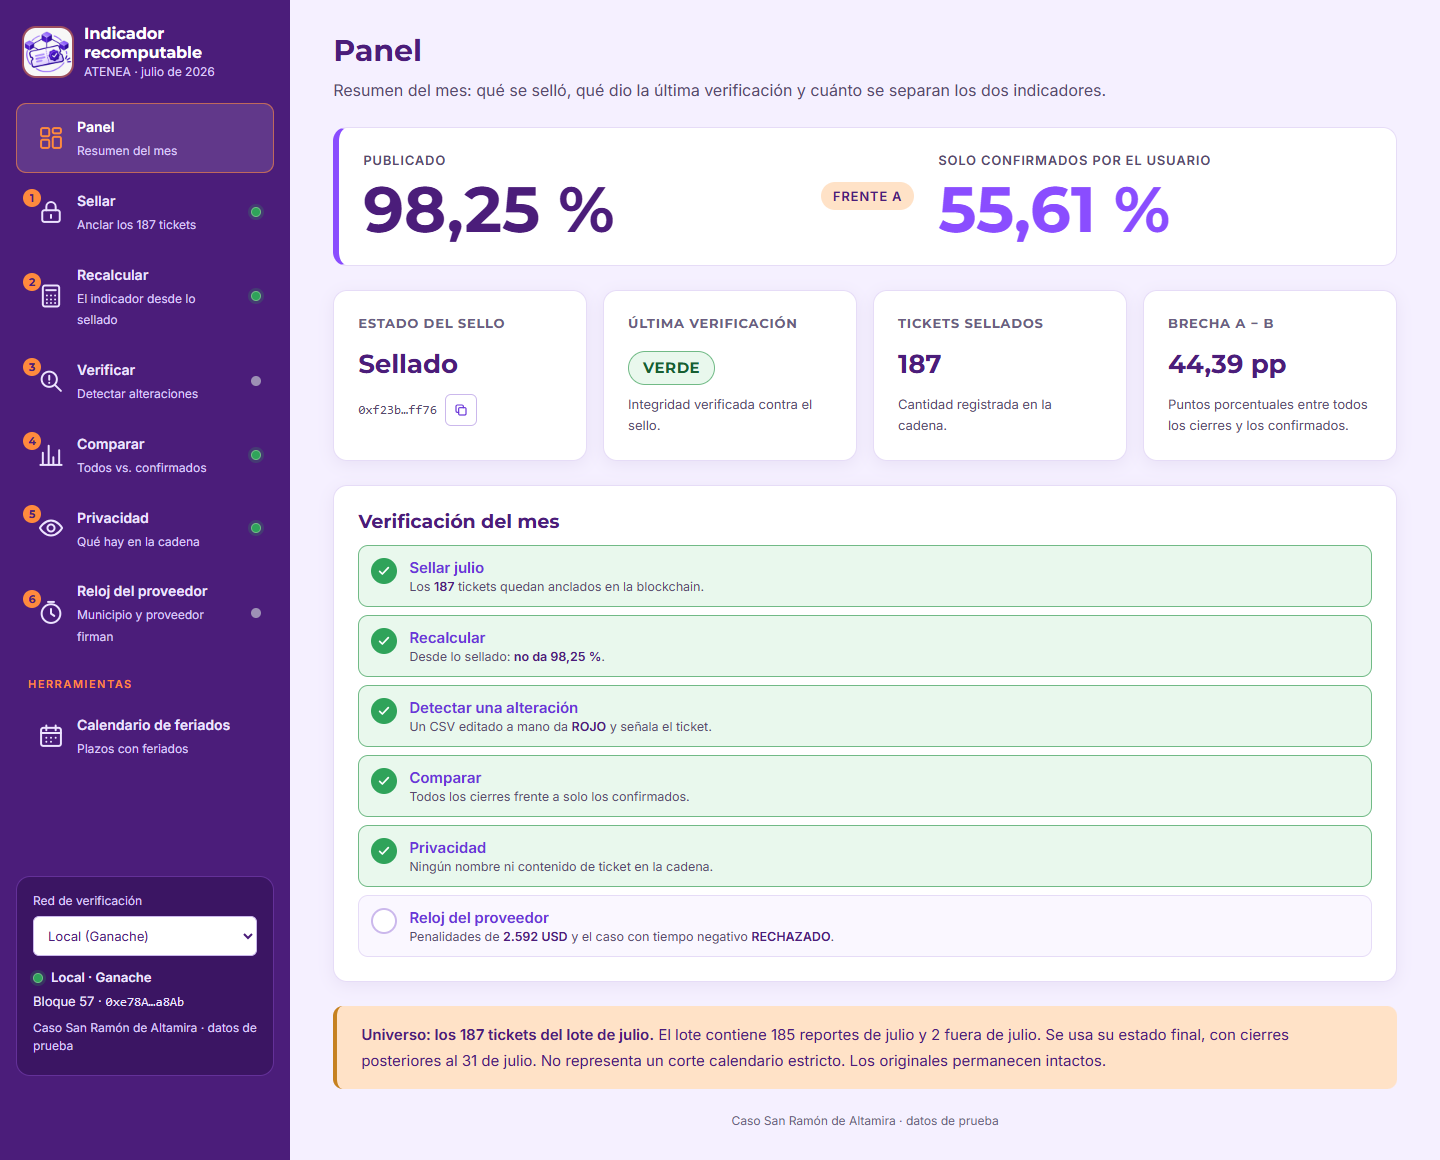 Indicador
recomputable
ATENEA · julio de 2026
Panel
Resumen del mes
1
Sellar
Anclar los 187 tickets
2
Recalcular
El indicador desde lo
sellado
3
Verificar
Detectar alteraciones
4
Comparar
Todos vs. confirmados
5
Privacidad
Qué hay en la cadena
6
Reloj del proveedor
Municipio y proveedor
firman
HERRAMIENTAS
Calendario de feriados
Plazos con feriados
Red de verificación
Local (Ganache)
Local · Ganache
Bloque 57 · 0xe78A…a8Ab
Caso San Ramón de Altamira · datos de
prueba
Panel
Resumen del mes: qué se selló, qué dio la última verificación y cuánto se separan los dos indicadores.
PUBLICADO
98,25 %
FRENTE A
SOLO CONFIRMADOS POR EL USUARIO
55,61 %
ESTADO DEL SELLO
Sellado
0xf23b…ff76
ÚLTIMA VERIFICACIÓN
VERDE
Integridad verificada contra el
sello.
TICKETS SELLADOS
187
Cantidad registrada en la
cadena.
BRECHA A − B
44,39 pp
Puntos porcentuales entre todos
los cierres y los confirmados.
Verificación del mes
Sellar julio
Los 187 tickets quedan anclados en la blockchain.
Recalcular
Desde lo sellado: no da 98,25 %.
Detectar una alteración
Un CSV editado a mano da ROJO y señala el ticket.
Comparar
Todos los cierres frente a solo los confirmados.
Privacidad
Ningún nombre ni contenido de ticket en la cadena.
Reloj del proveedor
Penalidades de 2.592 USD y el caso con tiempo negativo RECHAZADO.
Universo: los 187 tickets del lote de julio. El lote contiene 185 reportes de julio y 2 fuera de julio. Se usa su estado final, con cierres
posteriores al 31 de julio. No representa un corte calendario estricto. Los originales permanecen intactos.
Caso San Ramón de Altamira · datos de prueba